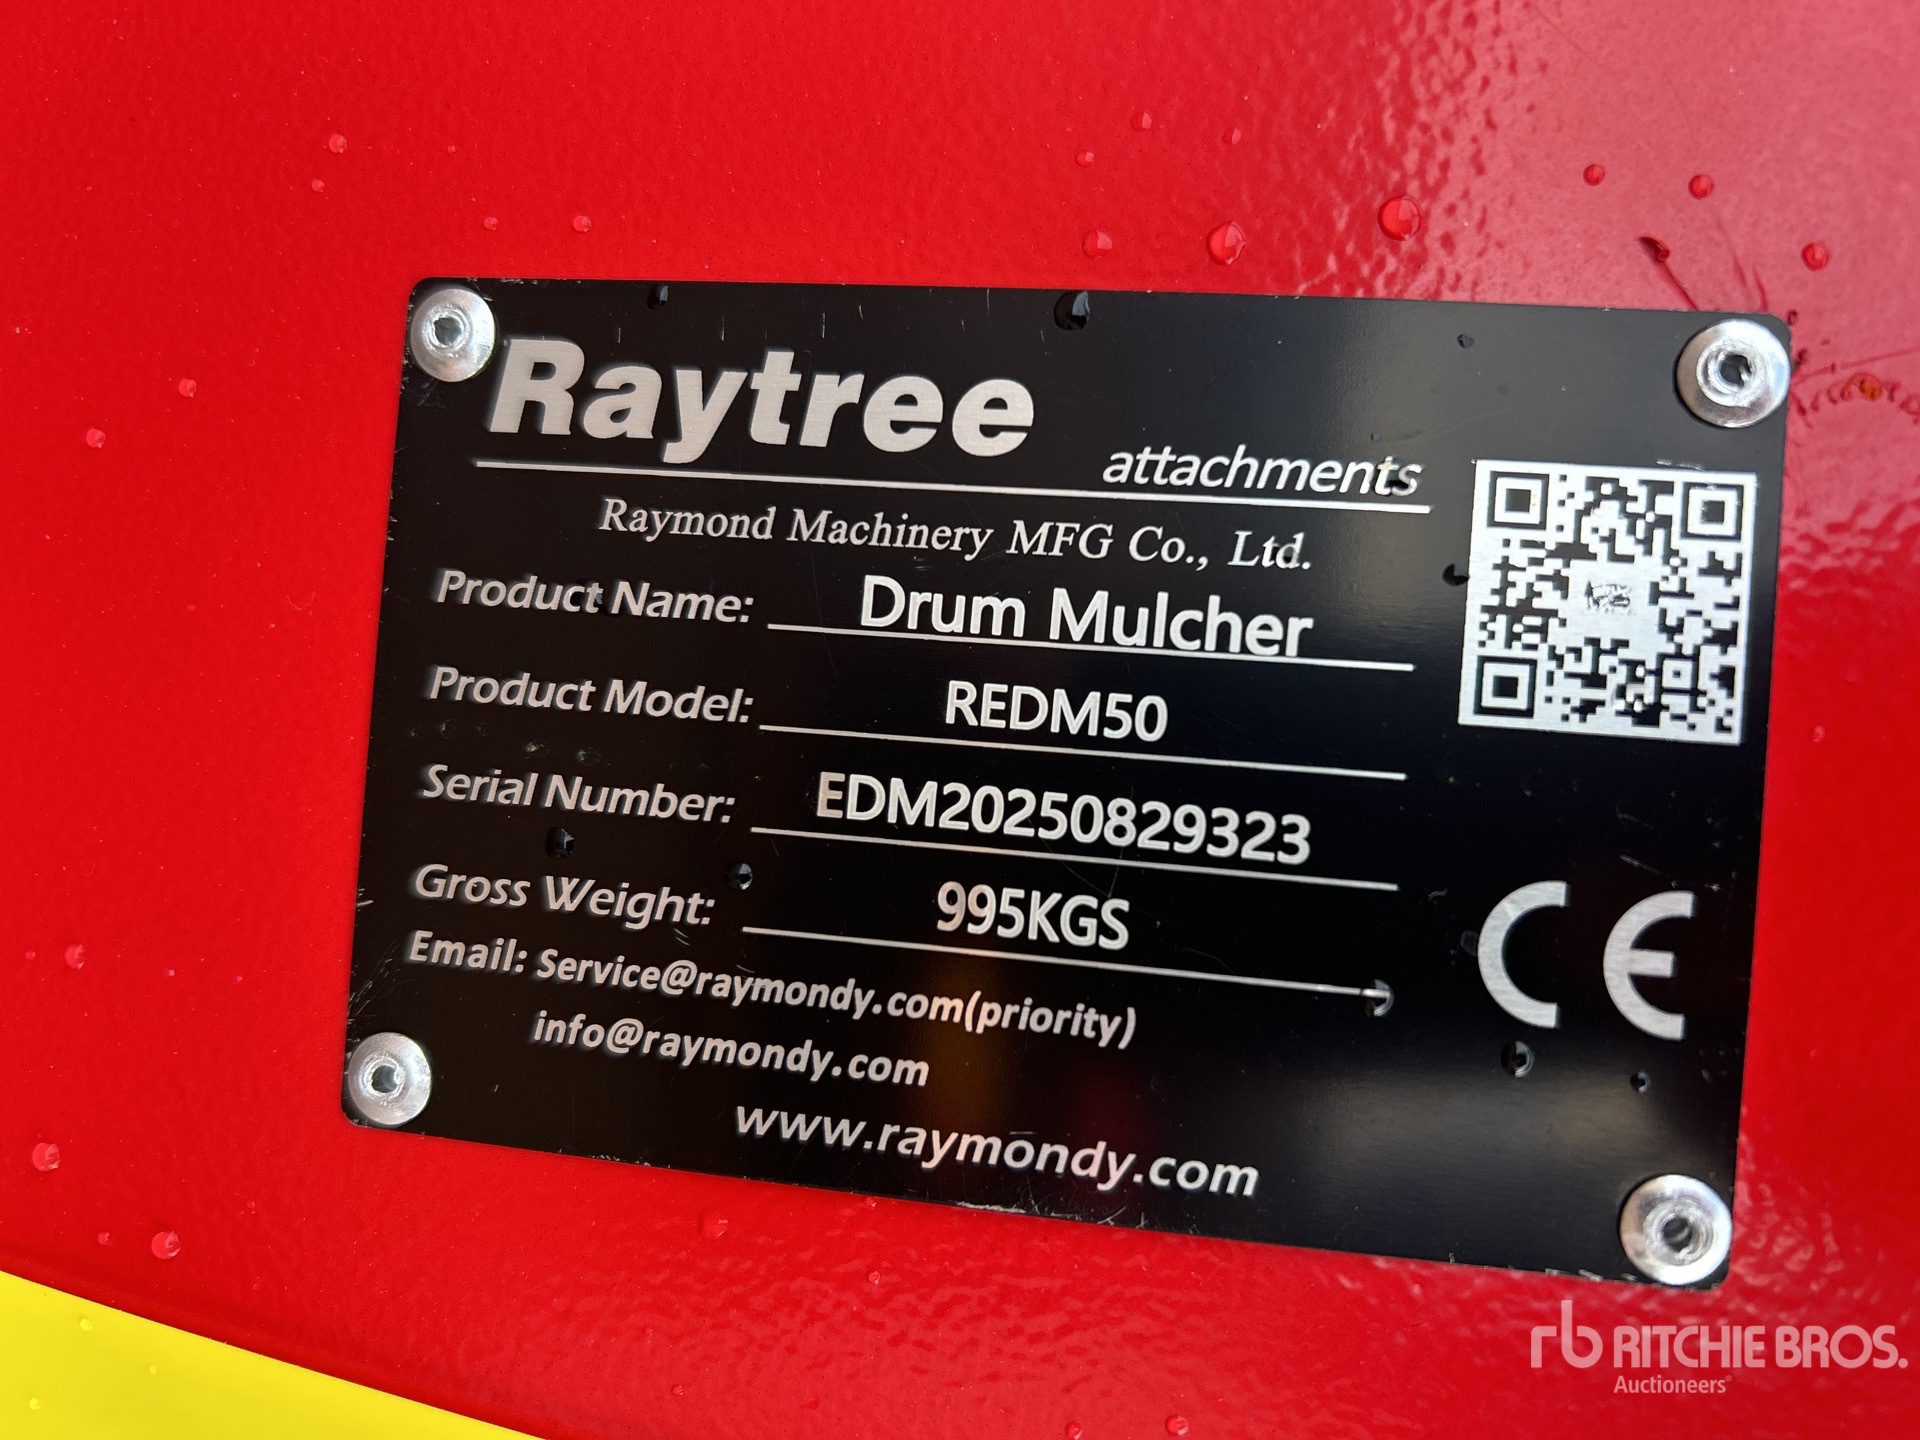 Raytree
attachments
Raymond Machinery MFG Co., Ltd.
Product Name: Drum Mulcher
Product Model: REDM50
Serial Number: EDM20250829323
Gross Weight: 995KGS
Email: Service@raymondy.com(priority)
info@raymondy.com
www.raymondy.com
CE
rb RITCHIE BROS.
Auctioneers